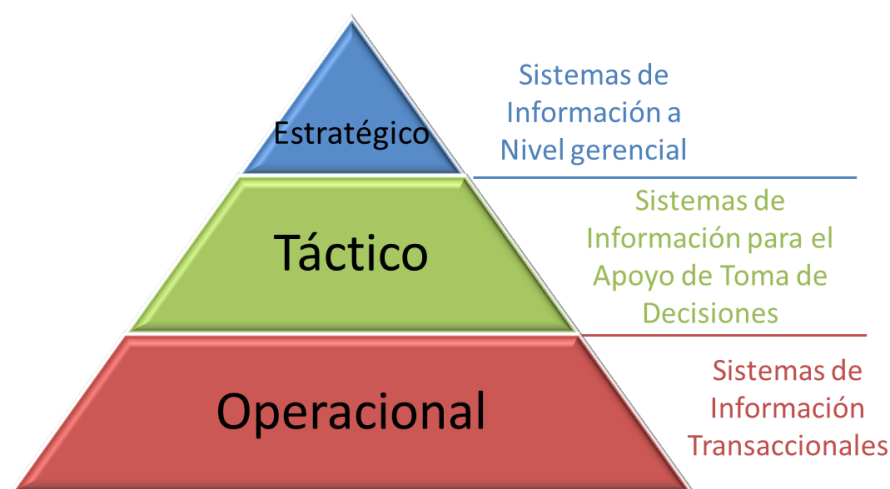 Estratégico
Sistemas de
Información a
Nivel gerencial
Táctico
Sistemas de
Información para el
Apoyo de Toma de
Decisiones
Operacional
Sistemas de
Información
Transaccionales